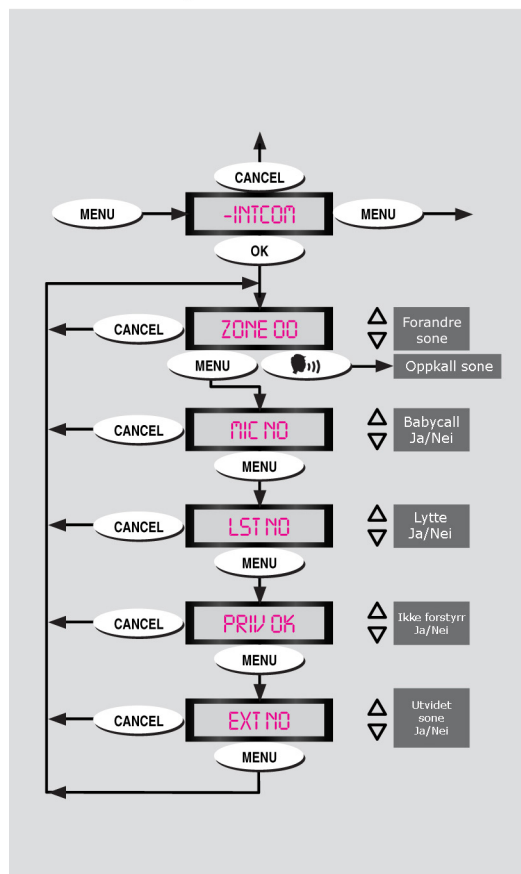 CANCEL
MENU
-INTCOM
MENU
OK
CANCEL
ZONE 00
Forandre
sone
MENU
Oppkall sone
CANCEL
MIC NO
Babycall
Ja/Nei
MENU
CANCEL
LST NO
Lytte
Ja/Nei
MENU
CANCEL
PRIV OK
Ikke forstyrr
Ja/Nei
MENU
CANCEL
EXT NO
Utvidet
sone
Ja/Nei
MENU